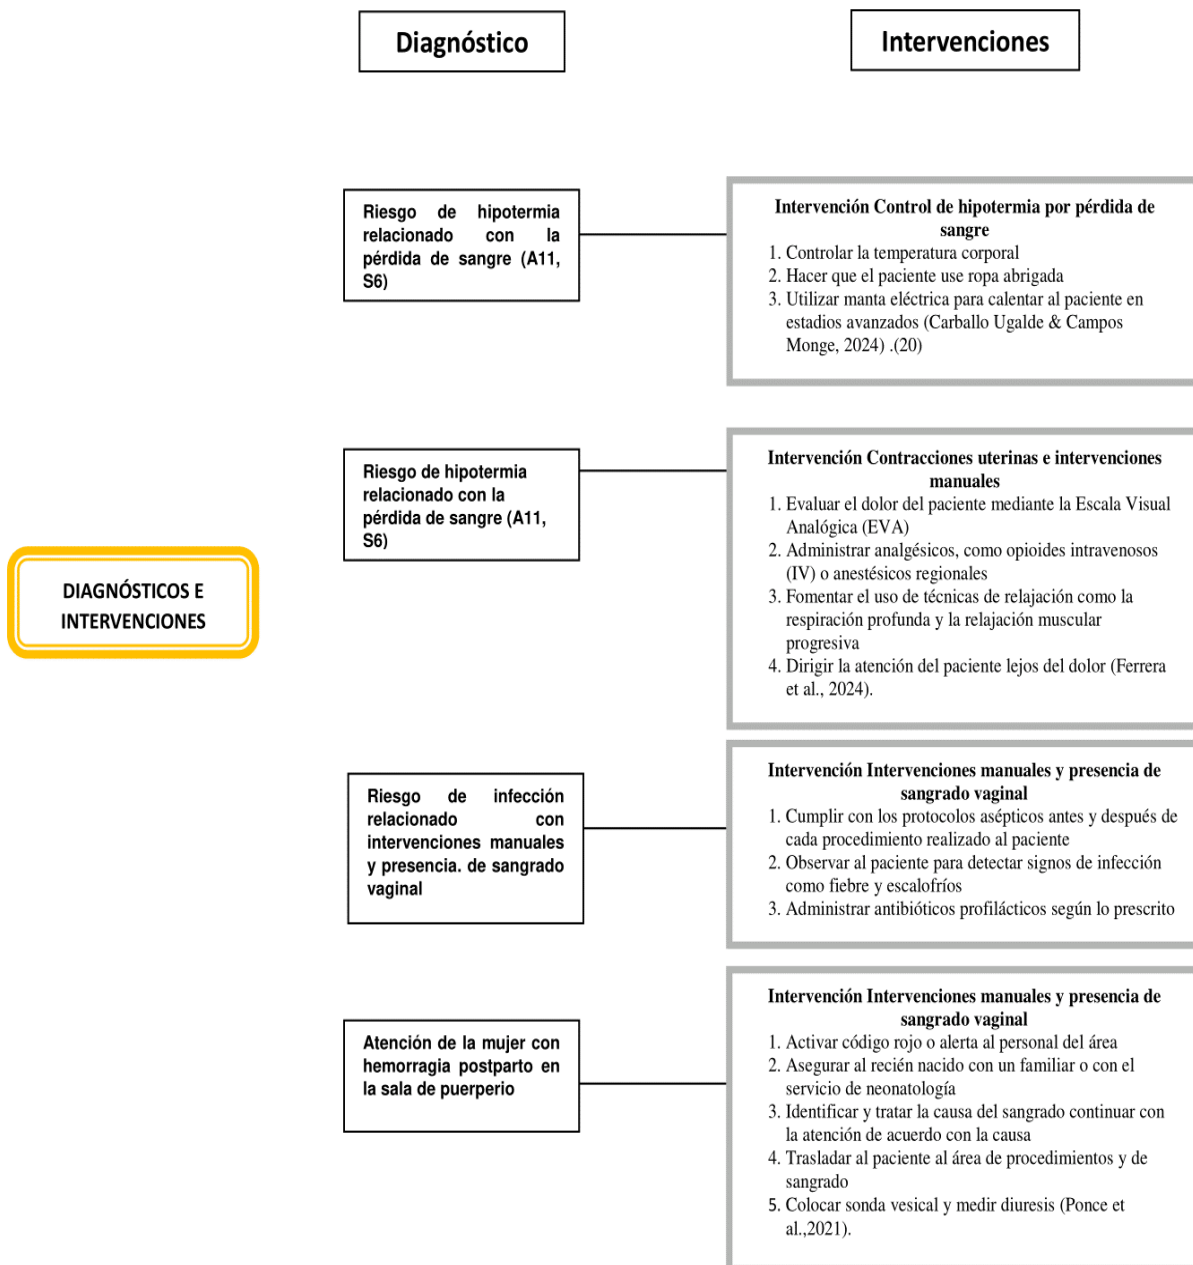 Diagnóstico
Intervenciones
Riesgo de hipotermia
relacionado con la
pérdida de sangre (A11,
S6)
Intervención Control de hipotermia por pérdida de
sangre
1. Controlar la temperatura corporal
2. Hacer que el paciente use ropa abrigada
3. Utilizar manta eléctrica para calentar al paciente en
estadios avanzados (Carballo Ugalde & Campos
Monge, 2024) .(20)
Riesgo de hipotermia
relacionado con la
pérdida de sangre (A11,
S6)
Intervención Contracciones uterinas e intervenciones
manuales
1. Evaluar el dolor del paciente mediante la Escala Visual
Analógica (EVA)
2. Administrar analgésicos, como opioides intravenosos
(IV) o anestésicos regionales
3. Fomentar el uso de técnicas de relajación como la
respiración profunda y la relajación muscular
progresiva
4. Dirigir la atención del paciente lejos del dolor (Ferrera
et al., 2024).
DIAGNÓSTICOS E
INTERVENCIONES
Riesgo de infección
relacionado con
intervenciones manuales
y presencia. de sangrado
vaginal
Intervención Intervenciones manuales y presencia de
sangrado vaginal
1. Cumplir con los protocolos asépticos antes y después de
cada procedimiento realizado al paciente
2. Observar al paciente para detectar signos de infección
como fiebre y escalofríos
3. Administrar antibióticos profilácticos según lo prescrito
Atención de la mujer con
hemorragia postparto en
la sala de puerperio
Intervención Intervenciones manuales y presencia de
sangrado vaginal
1. Activar código rojo o alerta al personal del área
2. Asegurar al recién nacido con un familiar o con el
servicio de neonatología
3. Identificar y tratar la causa del sangrado continuar con
la atención de acuerdo con la causa
4. Trasladar al paciente al área de procedimientos y de
sangrado
5. Colocar sonda vesical y medir diuresis (Ponce et
al.,2021).